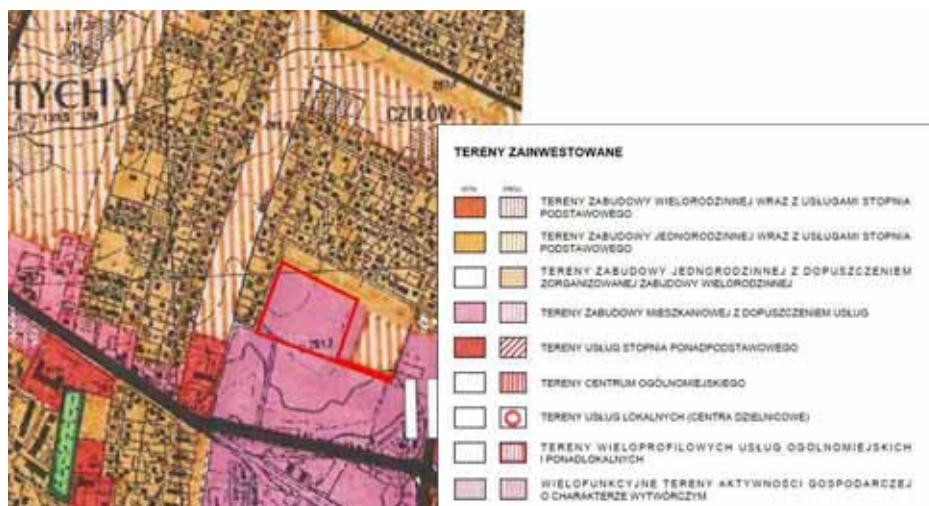 TYCHY
CZUŁÓW
TERENY ZAINWESTOWANE
TERENY ZABUDOWY WIELORODZINNEJ WRAZ Z USŁUGAMI STOPNIA
PODSTAWOWEGO
TERENY ZABUDOWY JEDNORODZINNEJ WRAZ Z USŁUGAMI STOPNIA
PODSTAWOWEGO
TERENY ZABUDOWY JEDNORODZINNEJ Z DOPUSZCZENIEM
ZORGANIZOWANEJ ZABUDOWY WIELORODZINNEJ
TERENY ZABUDOWY MIESZKANIOWEJ Z DOPUSZCZENIEM USŁUG
TERENY USŁUG STOPNIA PONADPODSTAWOWEGO
TERENY CENTRUM OGÓLNOMIEJSKIEGO
TERENY USŁUG LOKALNYCH (CENTRA DZIELNICOWE)
TERENY WIELOPROFILOWYCH USŁUG OGÓLNOMIEJSKICH
I PONADLOKALNYCH
WIELOFUNKCYJNE TERENY AKTYWNOŚCI GOSPODARCZEJ
O CHARAKTERZE WYTWÓRCZYM